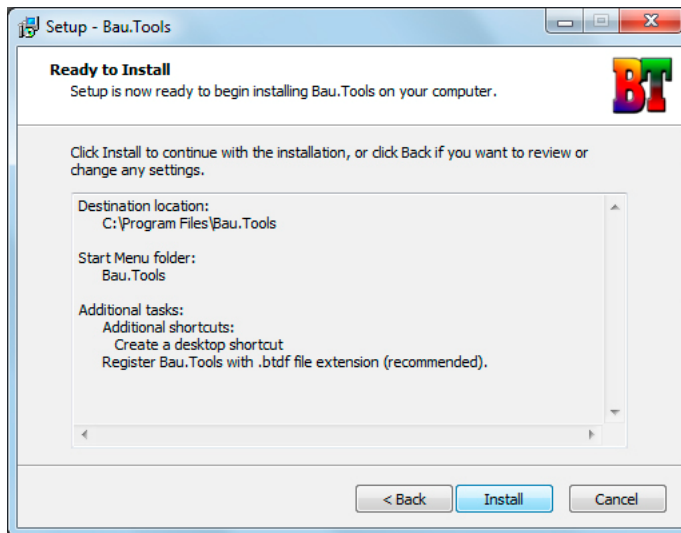 Setup - Bau.Tools
Ready to Install
Setup is now ready to begin installing Bau.Tools on your computer.
BT
Click Install to continue with the installation, or click Back if you want to review or
change any settings.
Destination location:
C:\Program Files\Bau.Tools
Start Menu folder:
Bau.Tools
Additional tasks:
Additional shortcuts:
Create a desktop shortcut
Register Bau.Tools with .btdf file extension (recommended).
< Back
Install
Cancel